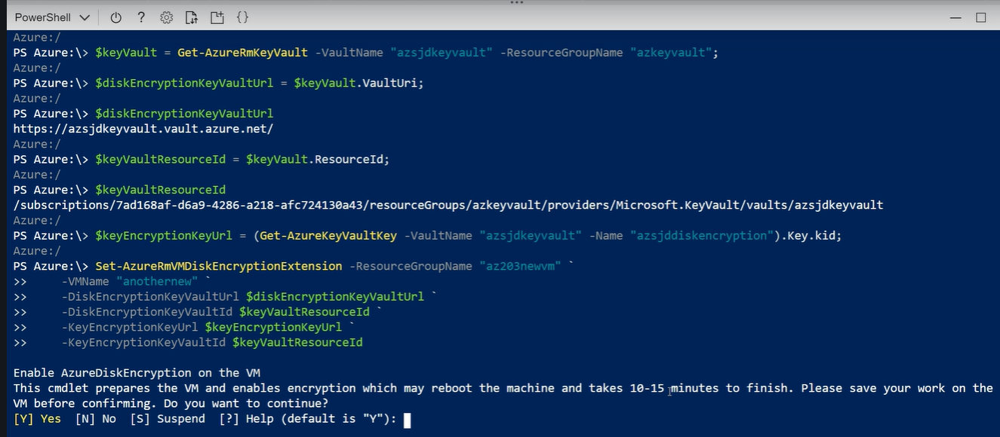 PowerShell
Azure:/
PS Azure:\> $keyVault = Get-AzureRmKeyVault -VaultName "azsjdkeyvault" -ResourceGroupName "azkeyvault";
Azure:/
PS Azure:\> $diskEncryptionKeyVaultUrl = $keyVault.VaultUri;
Azure:/
PS Azure:\> $diskEncryptionKeyVaultUrl
https://azsjdkeyvault.vault.azure.net/
Azure:/
PS Azure:\> $keyVaultResourceId = $keyVault.ResourceId;
Azure:/
PS Azure:\> $keyVaultResourceId
/subscriptions/7ad168af-d6a9-4286-a218-afc724130a43/resourceGroups/azkeyvault/providers/Microsoft.KeyVault/vaults/azsjdkeyvault
Azure:/
PS Azure:\> $keyEncryptionKeyUrl = (Get-AzureKeyVaultKey -VaultName "azsjdkeyvault" -Name "azsjddiskencryption").Key.kid;
Azure:/
PS Azure:\> Set-AzureRmVMDiskEncryptionExtension -ResourceGroupName "az203newvm" `
>>     -VMName "anothernew" `
>>     -DiskEncryptionKeyVaultUrl $diskEncryptionKeyVaultUrl `
>>     -DiskEncryptionKeyVaultId $keyVaultResourceId `
>>     -KeyEncryptionKeyUrl $keyEncryptionKeyUrl `
>>     -KeyEncryptionKeyVaultId $keyVaultResourceId
Enable AzureDiskEncryption on the VM
This cmdlet prepares the VM and enables encryption which may reboot the machine and takes 10-15 minutes to finish. Please save your work on the
VM before confirming. Do you want to continue?
[Y] Yes  [N] No  [S] Suspend  [?] Help (default is "Y"):